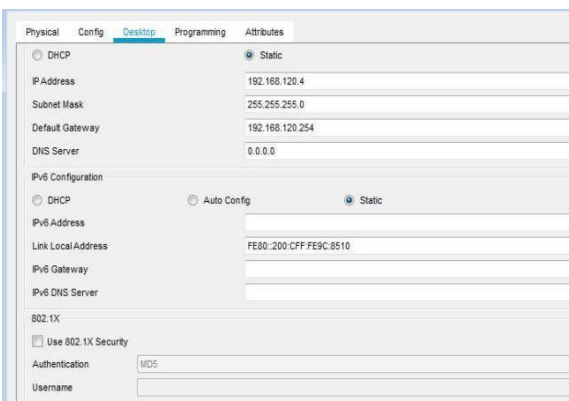 Physical Config Desktop Programming Attributes
DHCP Static
IP Address 192.168.120.4
Subnet Mask 255.255.255.0
Default Gateway 192.168.120.254
DNS Server 0.0.0.0
IPv6 Configuration
DHCP Auto Config Static
IPv6 Address
Link Local Address FE80::200:CFF:FE9C:8510
IPv6 Gateway
IPv6 DNS Server
802.1X
Use 802.1X Security
Authentication MD5
Username